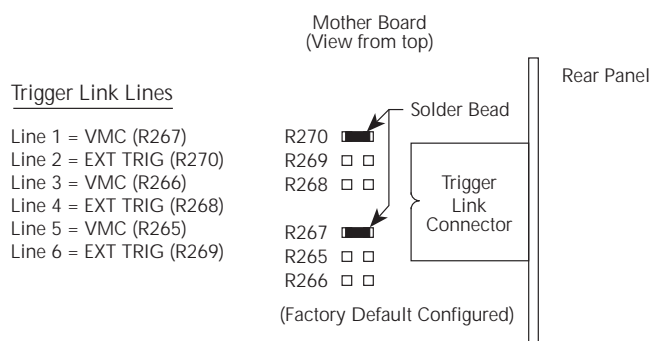 Mother Board
(View from top)
Rear Panel
Trigger Link Lines
Solder Bead
Line 1 = VMC (R267)
Line 2 = EXT TRIG (R270)
Line 3 = VMC (R266)
Line 4 = EXT TRIG (R268)
Line 5 = VMC (R265)
Line 6 = EXT TRIG (R269)
R270
R269
R268
R267
R265
R266
Trigger
Link
Connector
(Factory Default Configured)